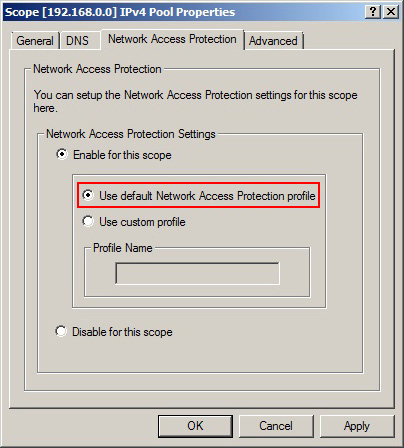 Scope [192.168.0.0] IPv4 Pool Properties
General DNS Network Access Protection Advanced
Network Access Protection
You can setup the Network Access Protection settings for this scope
here.
Network Access Protection Settings
Enable for this scope
Use default Network Access Protection profile
Use custom profile
Profile Name
Disable for this scope
OK Cancel Apply